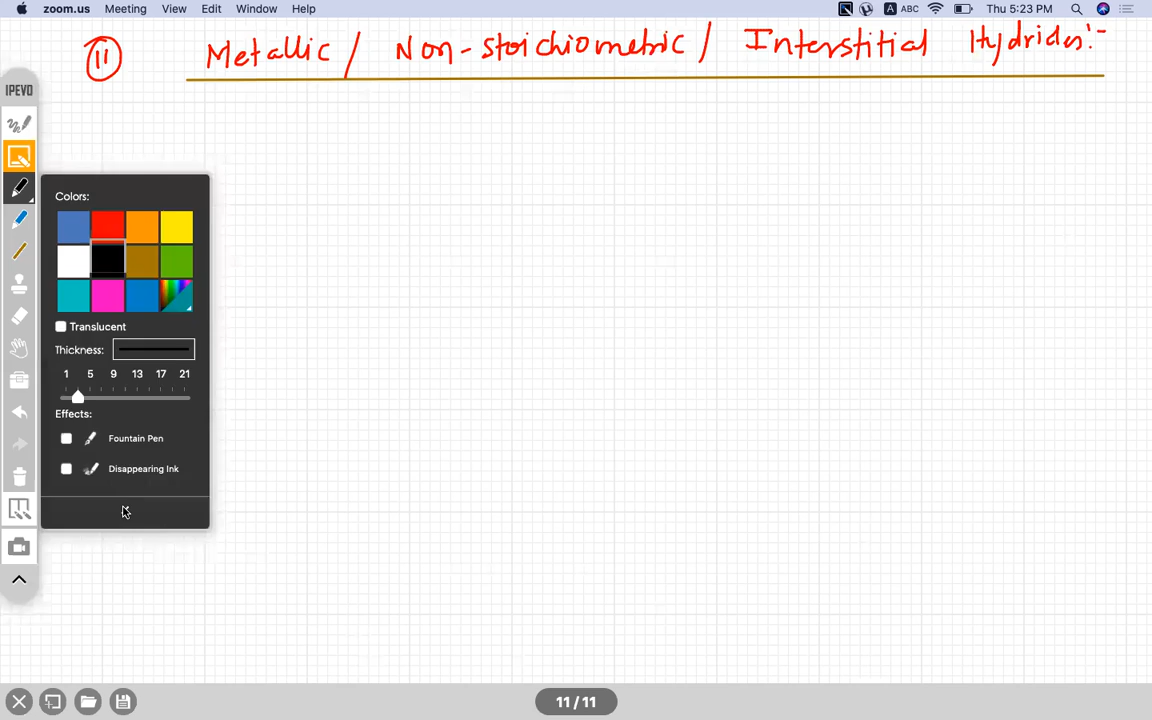 zoom.us Meeting View Edit Window Help A ABC Thu 5:23 PM
11 Metallic / Non-stoichiometric / Interstitial Hydrides:-
IPEVO
Colors:
Translucent
Thickness:
1 5 9 13 17 21
Effects:
Fountain Pen
Disappearing Ink
11 / 11